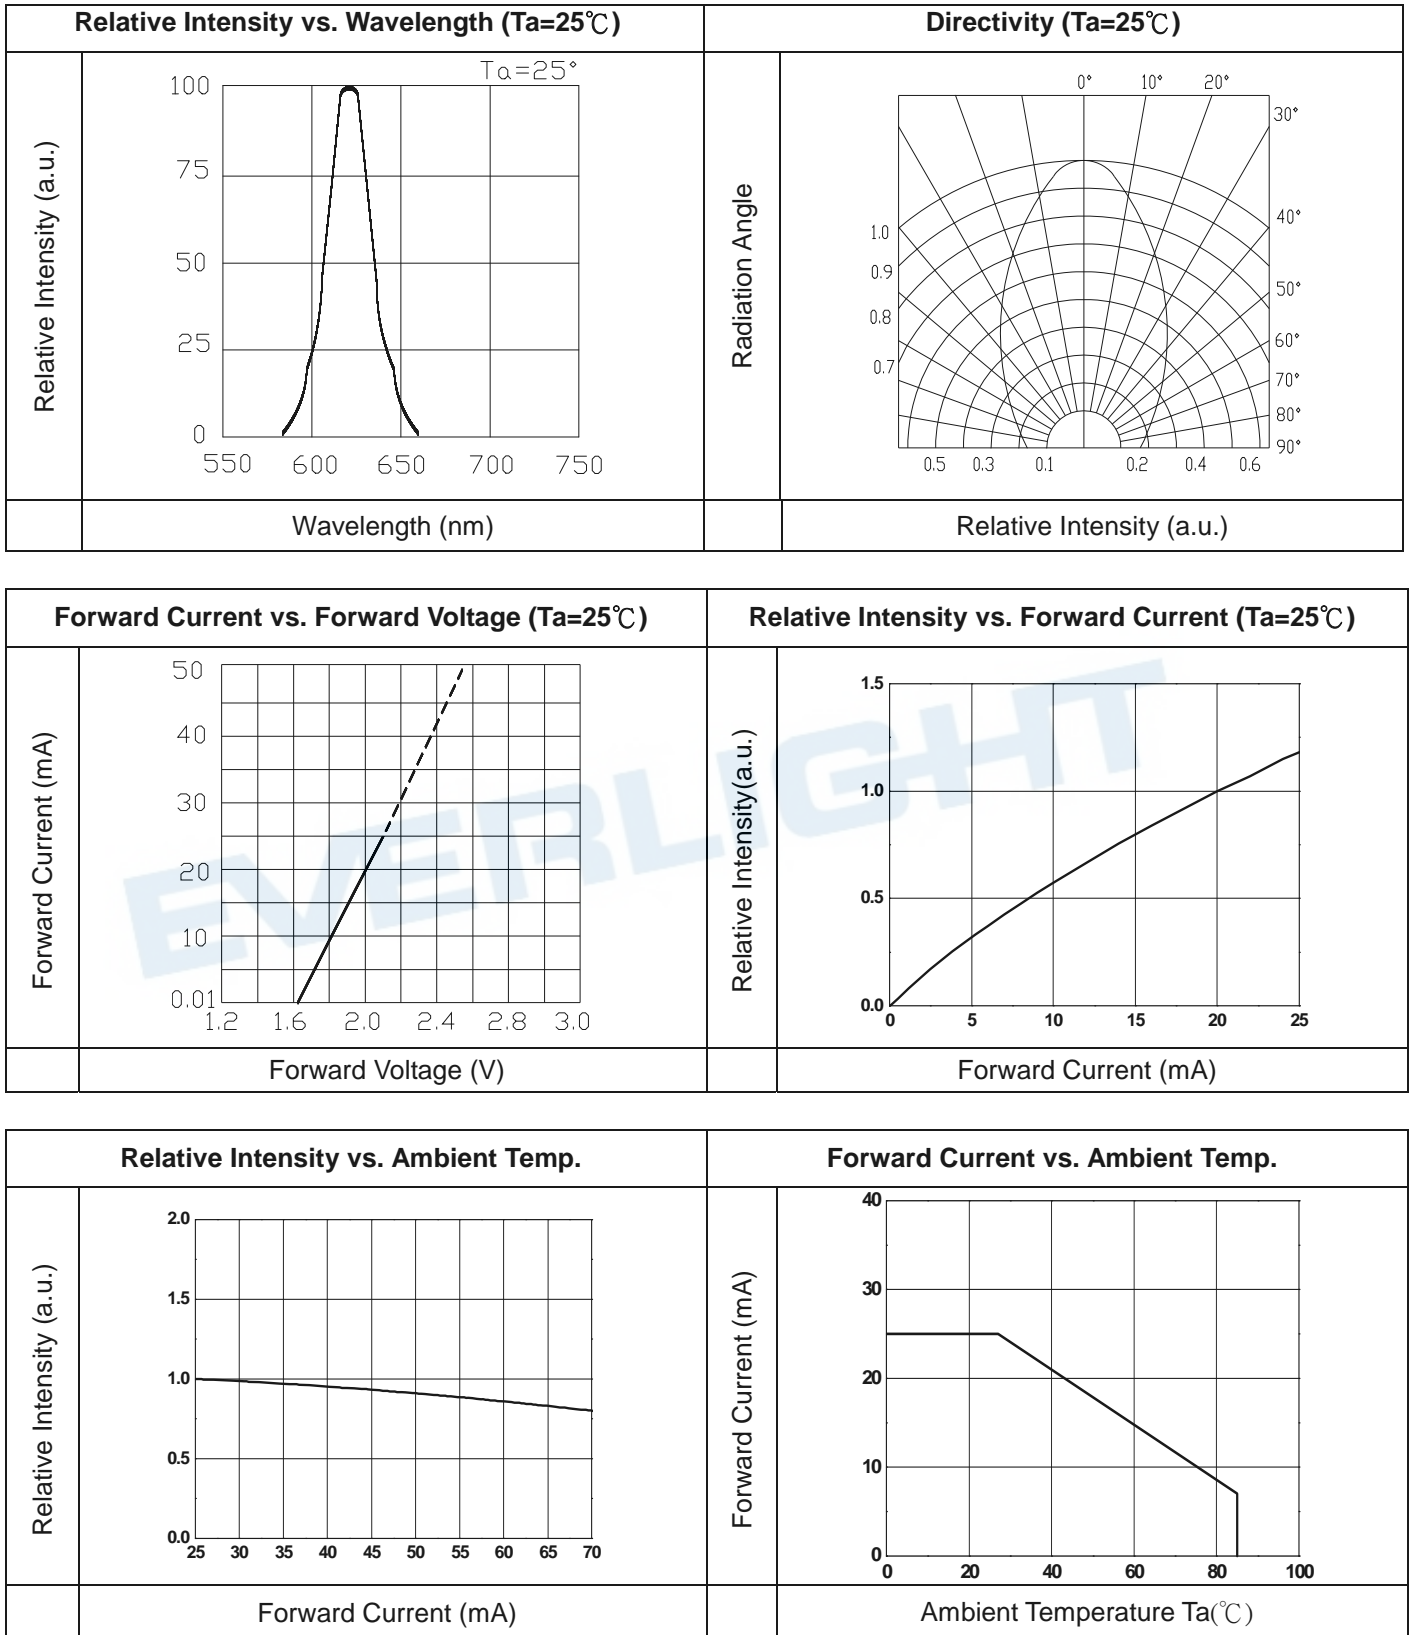 Relative Intensity vs. Wavelength (Ta=25℃)
Directivity (Ta=25℃)
Relative Intensity (a.u.)
Ta=25°
100
75
50
25
0
550 600 650 700 750
Wavelength (nm)
Radiation Angle
0° 10° 20°
30°
40°
50°
60°
70°
80°
90°
1.0
0.9
0.8
0.7
0.5 0.3 0.1 0.2 0.4 0.6
Relative Intensity (a.u.)
Forward Current vs. Forward Voltage (Ta=25℃)
Relative Intensity vs. Forward Current (Ta=25℃)
EVERLIGHT
Forward Current (mA)
50
40
30
20
10
0.01
1.2 1.6 2.0 2.4 2.8 3.0
Forward Voltage (V)
Relative Intensity(a.u.)
1.5
1.0
0.5
0.0
0 5 10 15 20 25
Forward Current (mA)
Relative Intensity vs. Ambient Temp.
Forward Current vs. Ambient Temp.
Relative Intensity (a.u.)
2.0
1.5
1.0
0.5
0.0
25 30 35 40 45 50 55 60 65 70
Forward Current (mA)
Forward Current (mA)
40
30
20
10
0
0 20 40 60 80 100
Ambient Temperature Ta(℃)